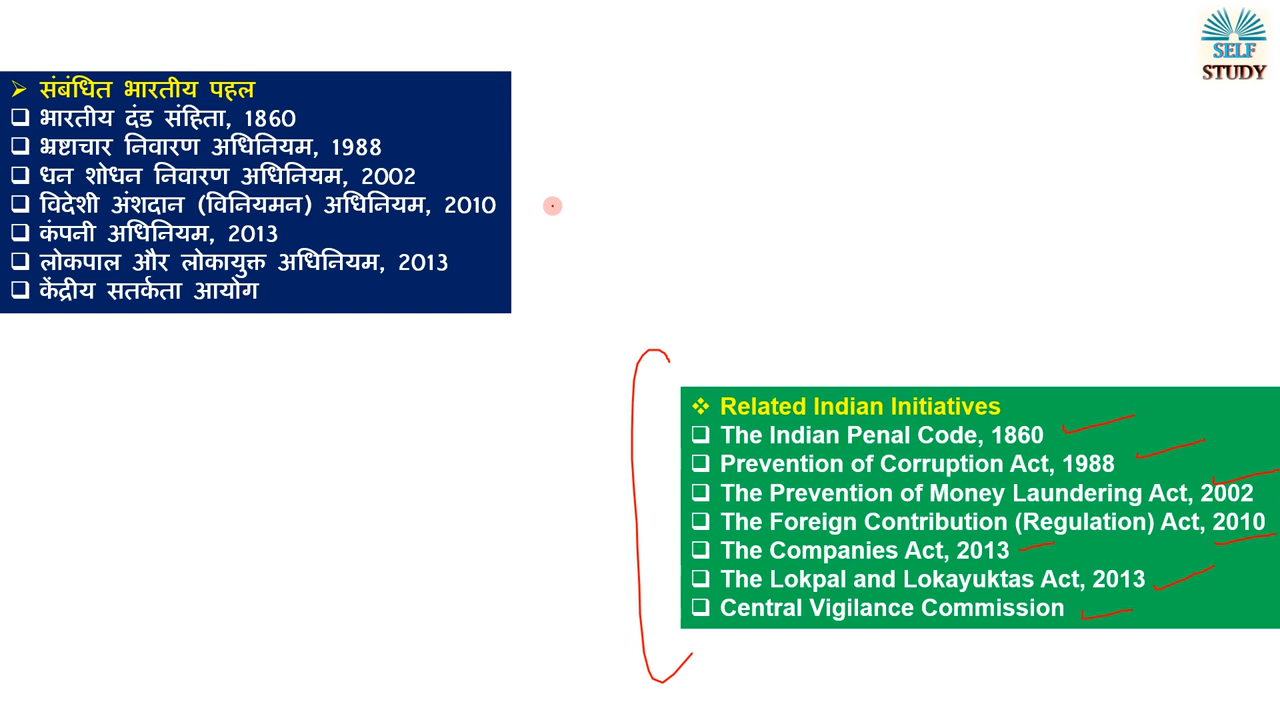 SELF
STUDY
संबंधित भारतीय पहल
भारतीय दंड संहिता, 1860
भ्रष्टाचार निवारण अधिनियम, 1988
धन शोधन निवारण अधिनियम, 2002
विदेशी अंशदान (विनियमन) अधिनियम, 2010
कंपनी अधिनियम, 2013
लोकपाल और लोकायुक्त अधिनियम, 2013
केंद्रीय सतर्कता आयोग
Related Indian Initiatives
The Indian Penal Code, 1860
Prevention of Corruption Act, 1988
The Prevention of Money Laundering Act, 2002
The Foreign Contribution (Regulation) Act, 2010
The Companies Act, 2013
The Lokpal and Lokayuktas Act, 2013
Central Vigilance Commission